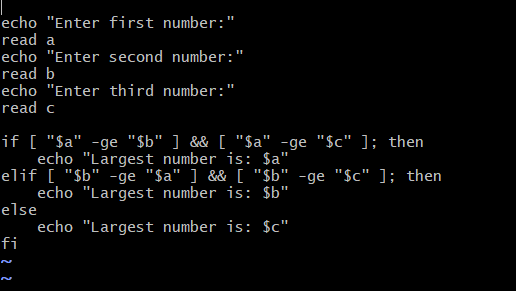 echo "Enter first number:"
read a
echo "Enter second number:"
read b
echo "Enter third number:"
read c
if [ "$a" -ge "$b" ] && [ "$a" -ge "$c" ]; then
    echo "Largest number is: $a"
elif [ "$b" -ge "$a" ] && [ "$b" -ge "$c" ]; then
    echo "Largest number is: $b"
else
    echo "Largest number is: $c"
fi
~
~